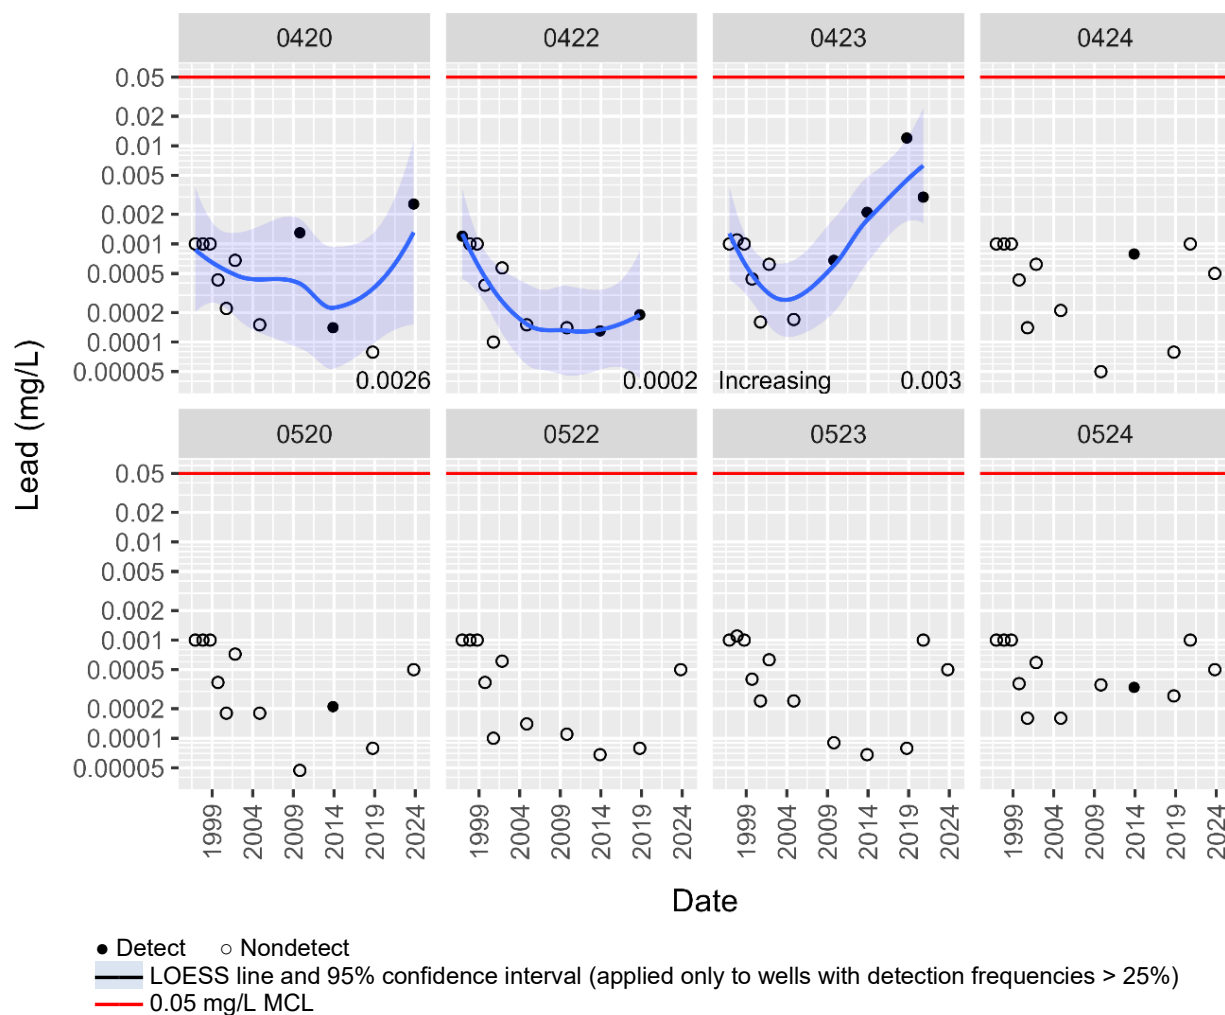 0420 0422 0423 0424
0.05
0.02
0.01
0.005
0.002
0.001
0.0005
0.0002
0.0001
0.00005
0.0026 0.0002 Increasing 0.003
Lead (mg/L)
0520 0522 0523 0524
0.05
0.02
0.01
0.005
0.002
0.001
0.0005
0.0002
0.0001
0.00005
1999 2004 2009 2014 2019 2024 1999 2004 2009 2014 2019 2024 1999 2004 2009 2014 2019 2024 1999 2004 2009 2014 2019 2024
Date
Detect Nondetect
LOESS line and 95% confidence interval (applied only to wells with detection frequencies > 25%)
0.05 mg/L MCL